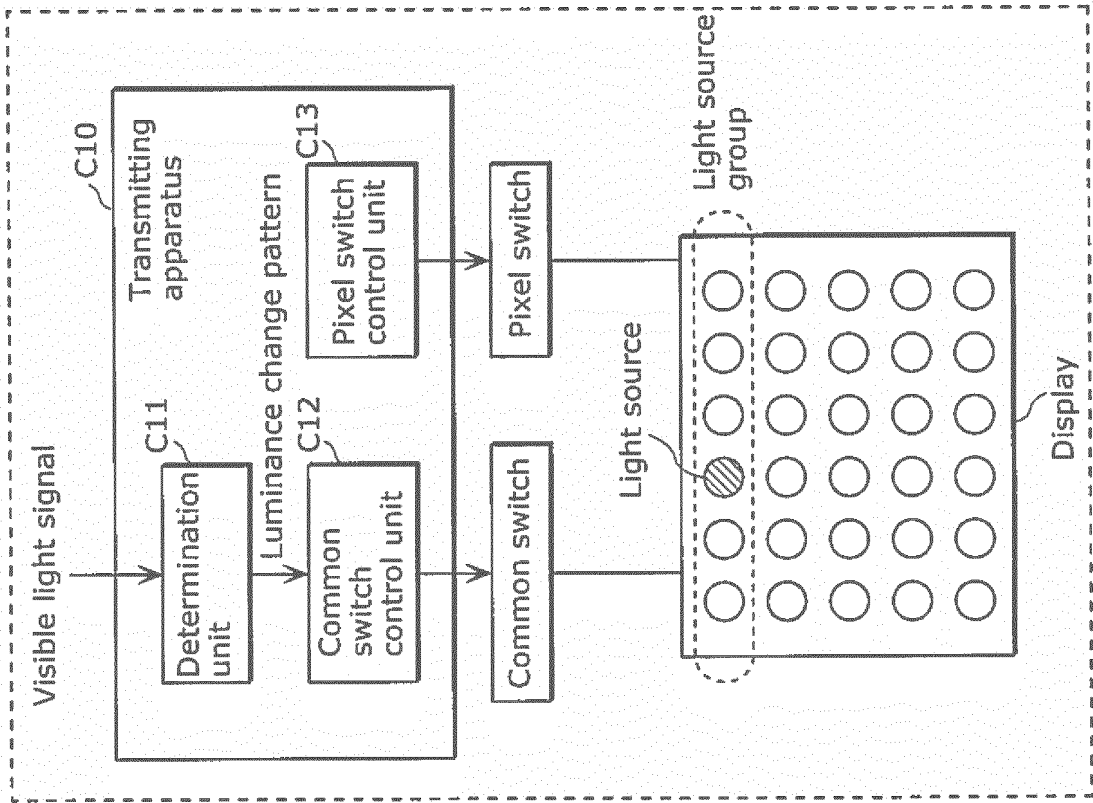 Visible light signal
C10
Transmitting
apparatus
C11
Determination
unit
Luminance change pattern
C12
Common
switch
control unit
C13
Pixel switch
control unit
Common switch
Pixel switch
Light source
Light source
group
Display